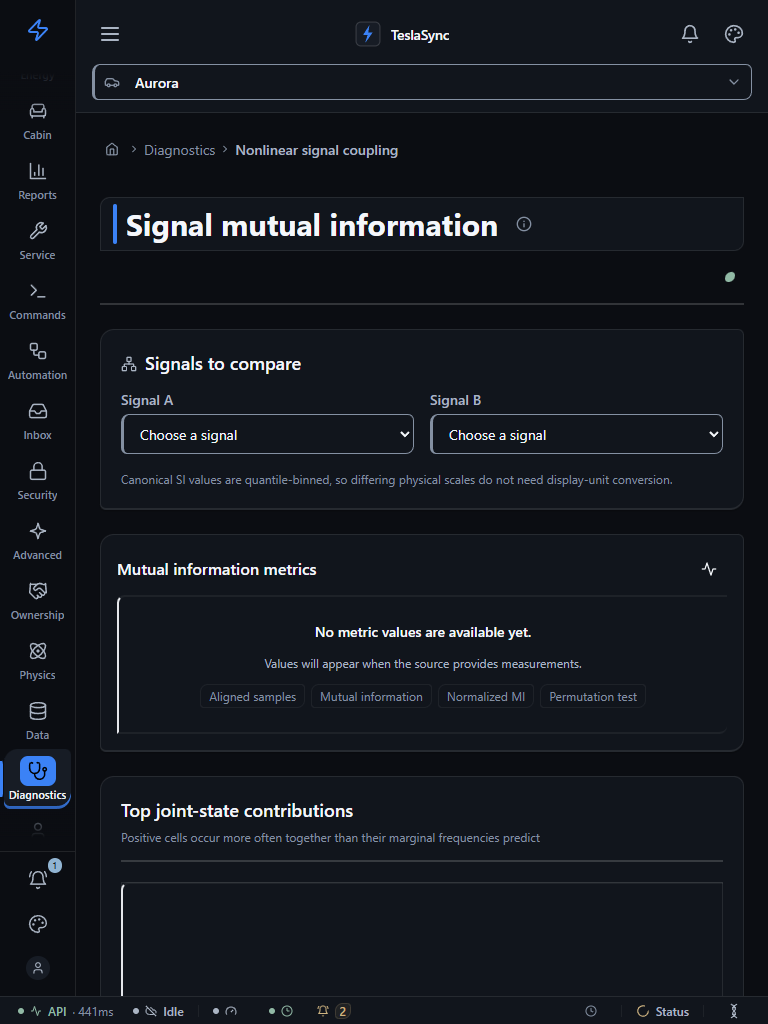 TeslaSync
Aurora
Energy
Cabin
Reports
Service
Commands
Automation
Inbox
Security
Advanced
Ownership
Physics
Data
Diagnostics
1
Diagnostics
Nonlinear signal coupling
Signal mutual information
Signals to compare
Signal A
Signal B
Choose a signal
Choose a signal
Canonical SI values are quantile-binned, so differing physical scales do not need display-unit conversion.
Mutual information metrics
No metric values are available yet.
Values will appear when the source provides measurements.
Aligned samples
Mutual information
Normalized MI
Permutation test
Top joint-state contributions
Positive cells occur more often together than their marginal frequencies predict
API · 441ms
Idle
2
Status